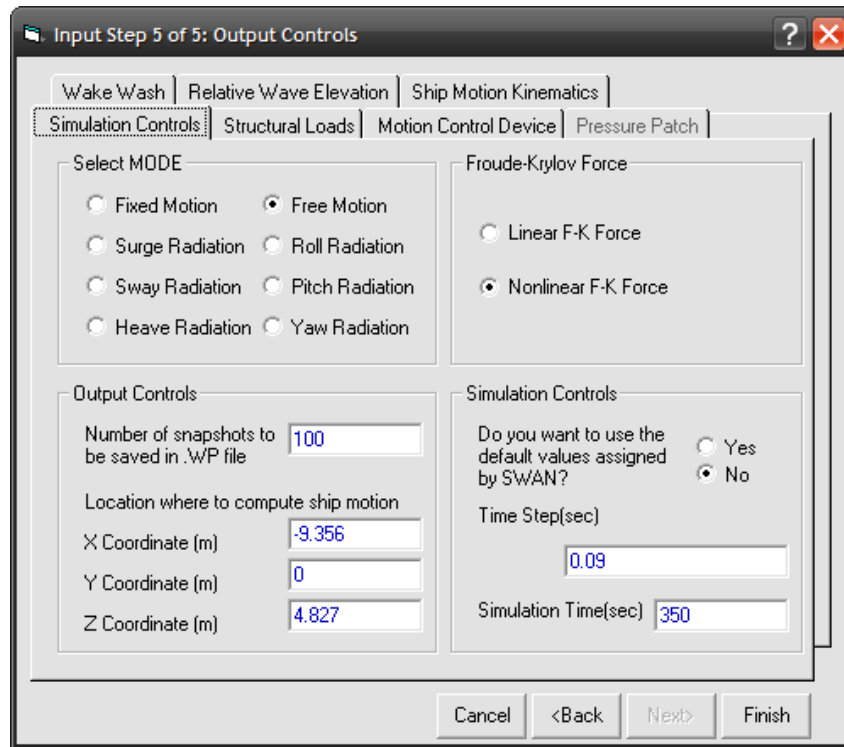 Input Step 5 of 5: Output Controls
?
Wake Wash
Relative Wave Elevation
Ship Motion Kinematics
Simulation Controls
Structural Loads
Motion Control Device
Pressure Patch
Select MODE
Fixed Motion
Free Motion
Surge Radiation
Roll Radiation
Sway Radiation
Pitch Radiation
Heave Radiation
Yaw Radiation
Froude-Krylov Force
Linear F-K Force
Nonlinear F-K Force
Output Controls
Number of snapshots to
be saved in .WP file
100
Location where to compute ship motion
X Coordinate (m)
-9.356
Y Coordinate (m)
0
Z Coordinate (m)
4.827
Simulation Controls
Do you want to use the
default values assigned
by SWAN?
Yes
No
Time Step(sec)
0.09
Simulation Time(sec)
350
Cancel
<Back
Next>
Finish